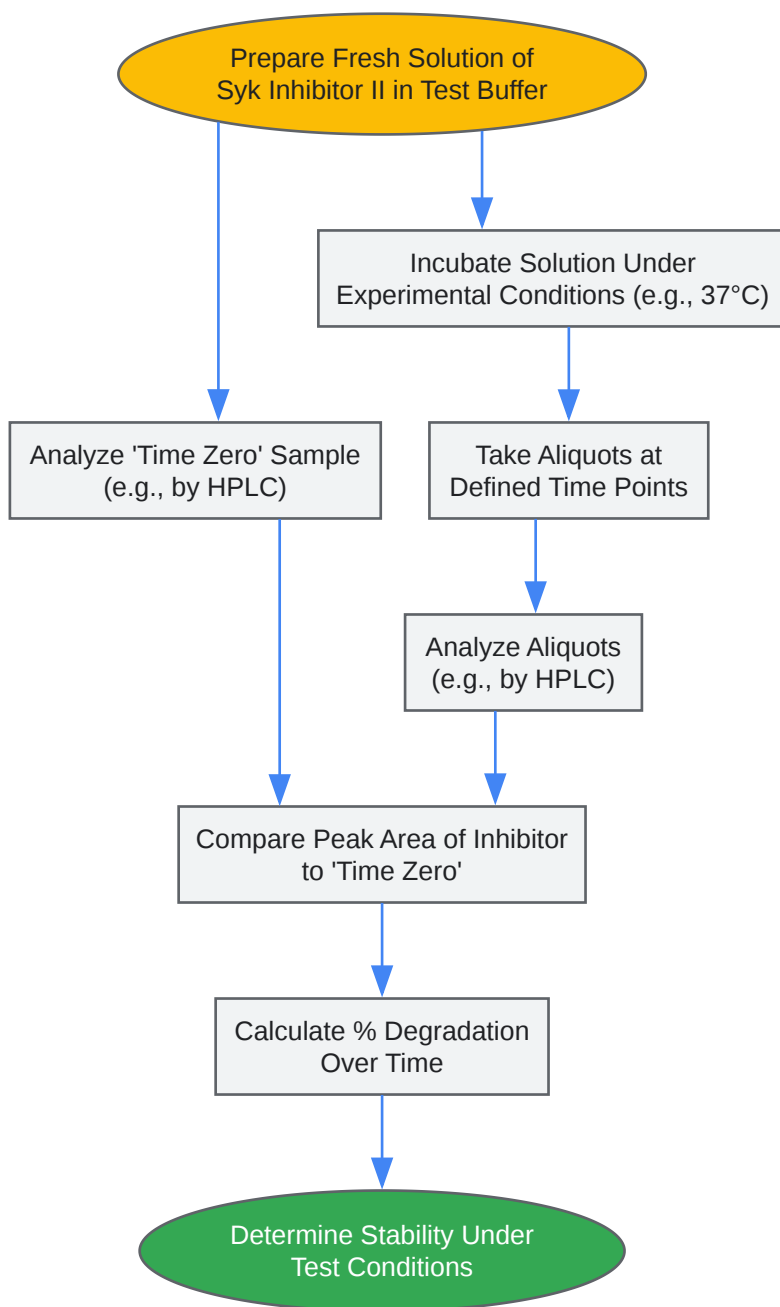 Prepare Fresh Solution of
Syk Inhibitor II in Test Buffer
Incubate Solution Under
Experimental Conditions (e.g., 37°C)
Analyze 'Time Zero' Sample
(e.g., by HPLC)
Take Aliquots at
Defined Time Points
Analyze Aliquots
(e.g., by HPLC)
Compare Peak Area of Inhibitor
to 'Time Zero'
Calculate % Degradation
Over Time
Determine Stability Under
Test Conditions